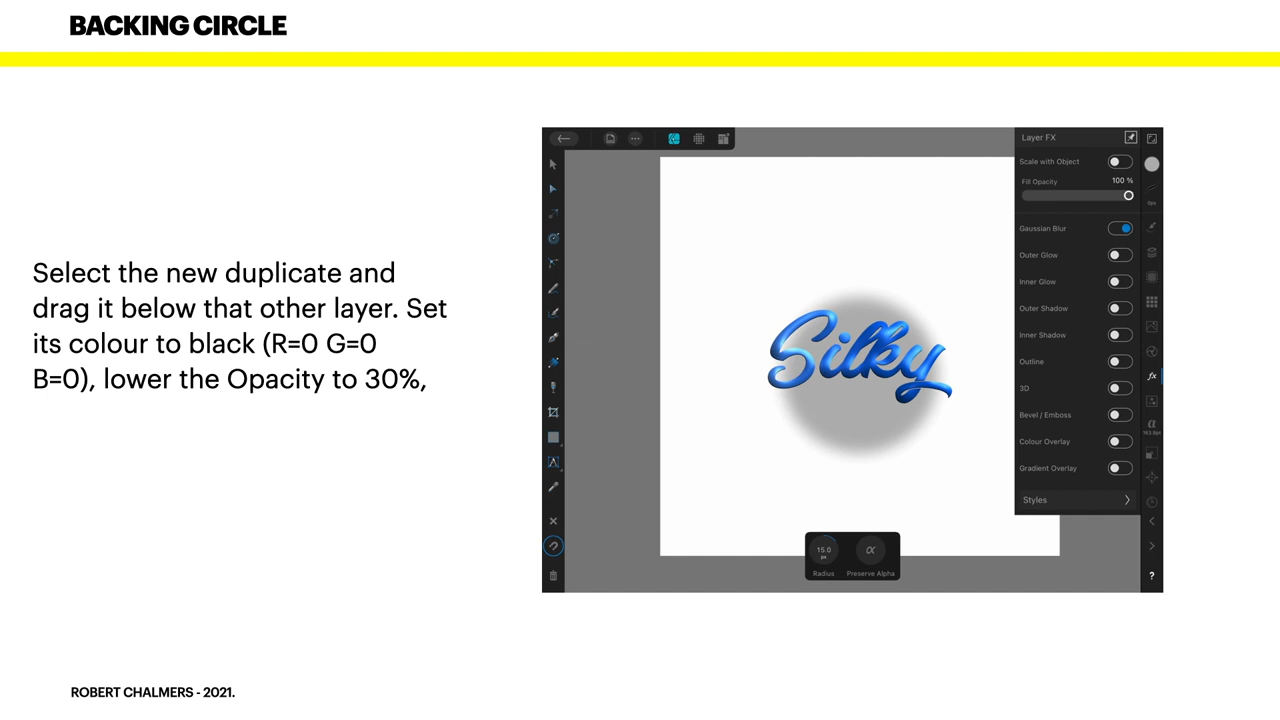 BACKING CIRCLE
Select the new duplicate and
drag it below that other layer. Set
its colour to black (R=0 G=0
B=0), lower the Opacity to 30%,
Layer FX
Scale with Object
Fill Opacity 100 %
Gaussian Blur
Outer Glow
Inner Glow
Outer Shadow
Inner Shadow
Outline
3D
Bevel / Emboss
Colour Overlay
Gradient Overlay
Styles
0px
fx
a
?
Silky
15.0
px
α
Radius
Preserve Alpha
ROBERT CHALMERS - 2021.